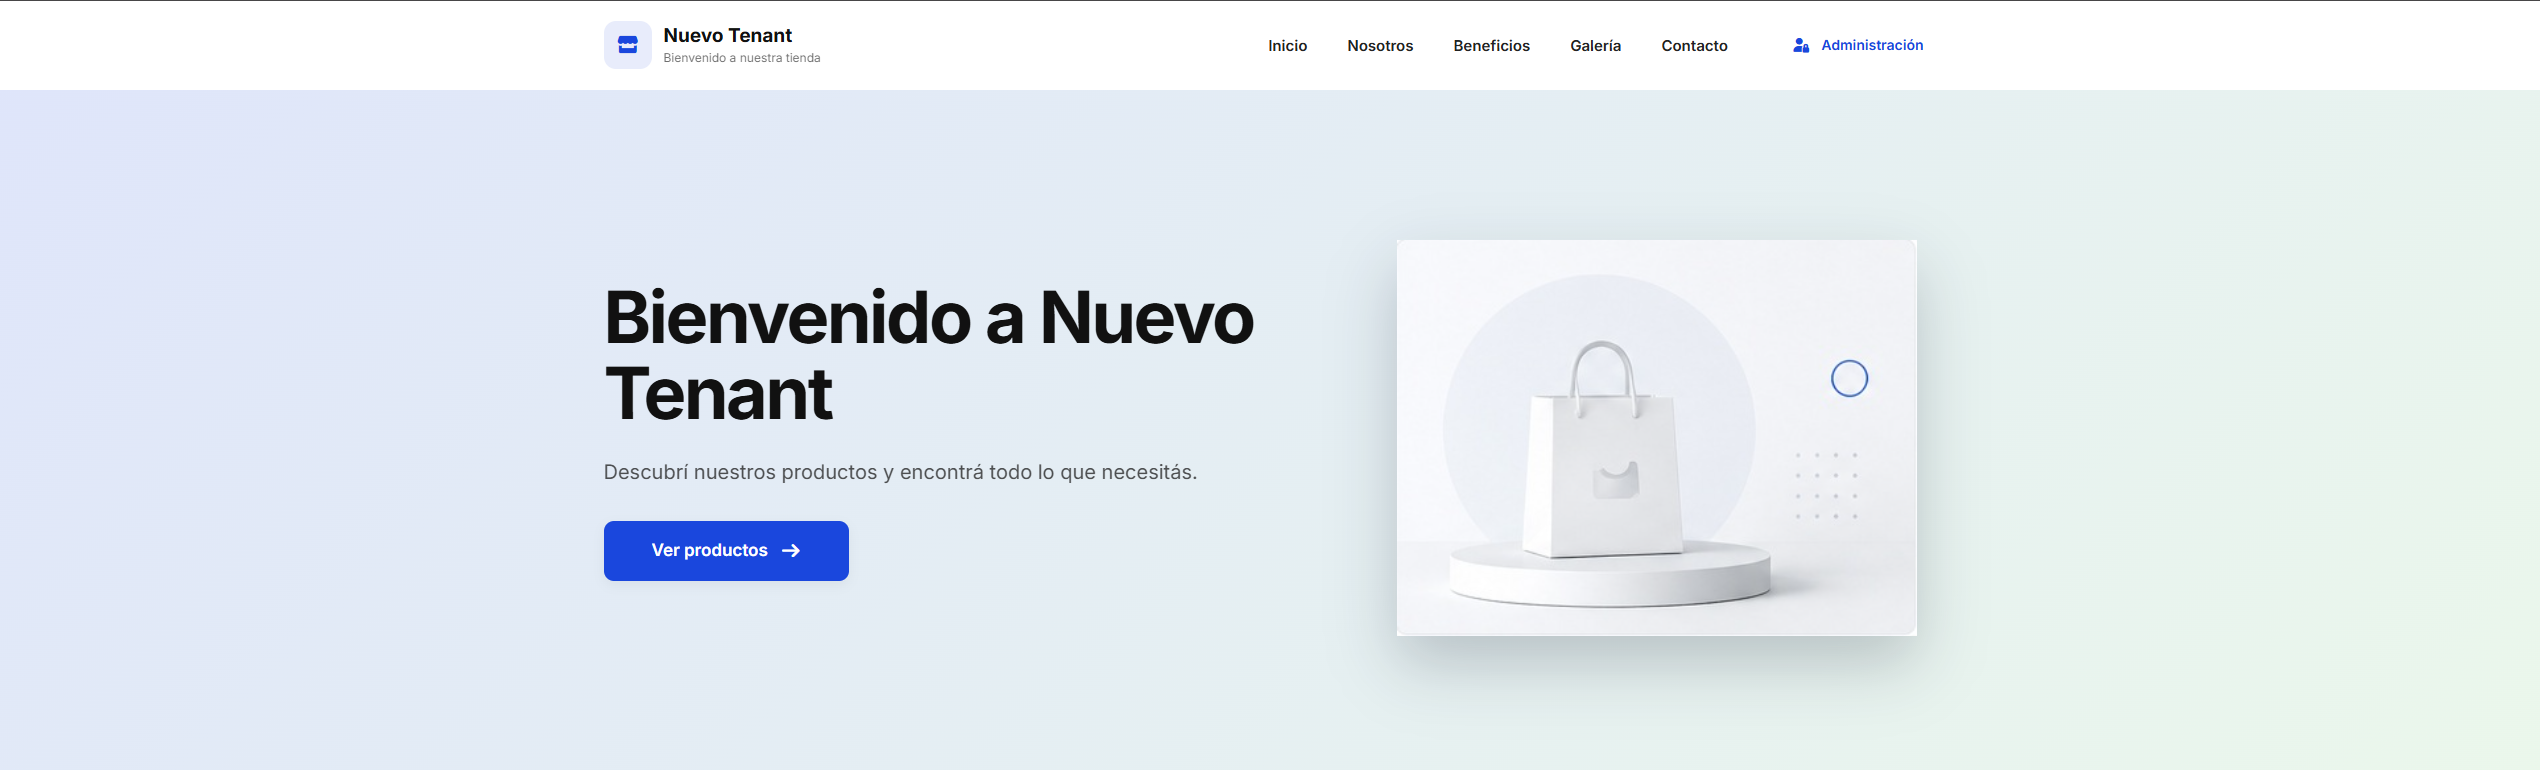 Nuevo Tenant
Bienvenido a nuestra tienda
Inicio
Nosotros
Beneficios
Galería
Contacto
Administración
Bienvenido a Nuevo
Tenant
Descubrí nuestros productos y encontrá todo lo que necesitás.
Ver productos